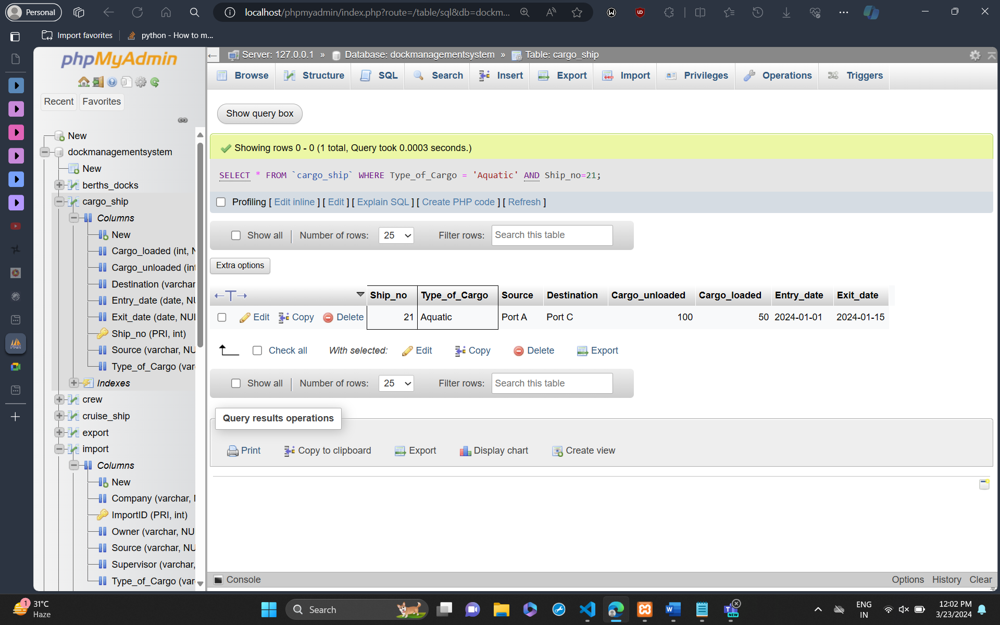 Personal
localhost/phpmyadmin/index.php?route=/table/sql&db=dockm...
Import favorites
python - How to m...
phpMyAdmin
Recent
Favorites
New
dockmanagementsystem
New
berths_docks
cargo_ship
Columns
New
Cargo_loaded (int, N
Cargo_unloaded (int
Destination (varchar
Entry_date (date, NU
Exit_date (date, NUL
Ship_no (PRI, int)
Source (varchar, NU
Type_of_Cargo (var
Indexes
crew
cruise_ship
export
import
Columns
New
Company (varchar,
ImportID (PRI, int)
Owner (varchar, NU
Source (varchar, NU
Supervisor (varchar,
Type_of_Cargo (var
Server: 127.0.0.1 » Database: dockmanagementsystem » Table: cargo_ship
Browse Structure SQL Search Insert Export Import Privileges Operations Triggers
Show query box
Showing rows 0 - 0 (1 total, Query took 0.0003 seconds.)
SELECT * FROM `cargo_ship` WHERE Type_of_Cargo = 'Aquatic' AND Ship_no=21;
Profiling [ Edit inline ] [ Edit ] [ Explain SQL ] [ Create PHP code ] [ Refresh ]
Show all | Number of rows: 25 Filter rows: Search this table
Extra options
←T→ Ship_no Type_of_Cargo Source Destination Cargo_unloaded Cargo_loaded Entry_date Exit_date
Edit Copy Delete 21 Aquatic Port A Port C 100 50 2024-01-01 2024-01-15
Check all With selected: Edit Copy Delete Export
Show all | Number of rows: 25 Filter rows: Search this table
Query results operations
Print Copy to clipboard Export Display chart Create view
Console Options History Clear
1
31°C
Haze
Search
NEW
ENG
IN
12:02 PM
3/23/2024